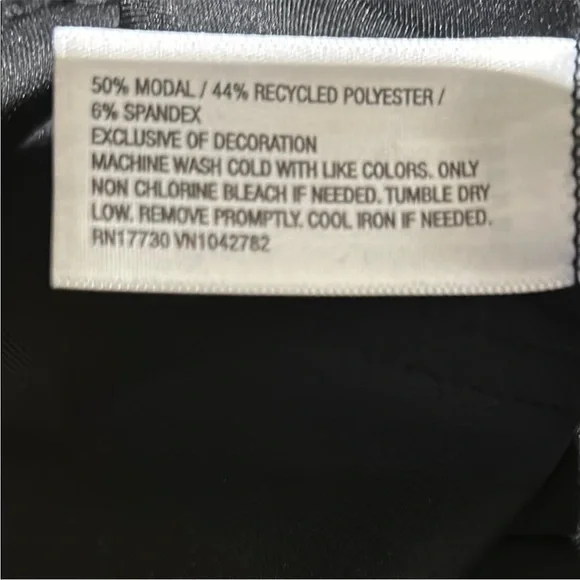 50% MODAL / 44% RECYCLED POLYESTER /
6% SPANDEX
EXCLUSIVE OF DECORATION
MACHINE WASH COLD WITH LIKE COLORS. ONLY
NON CHLORINE BLEACH IF NEEDED. TUMBLE DRY
LOW. REMOVE PROMPTLY. COOL IRON IF NEEDED.
RN17730 VN1042782